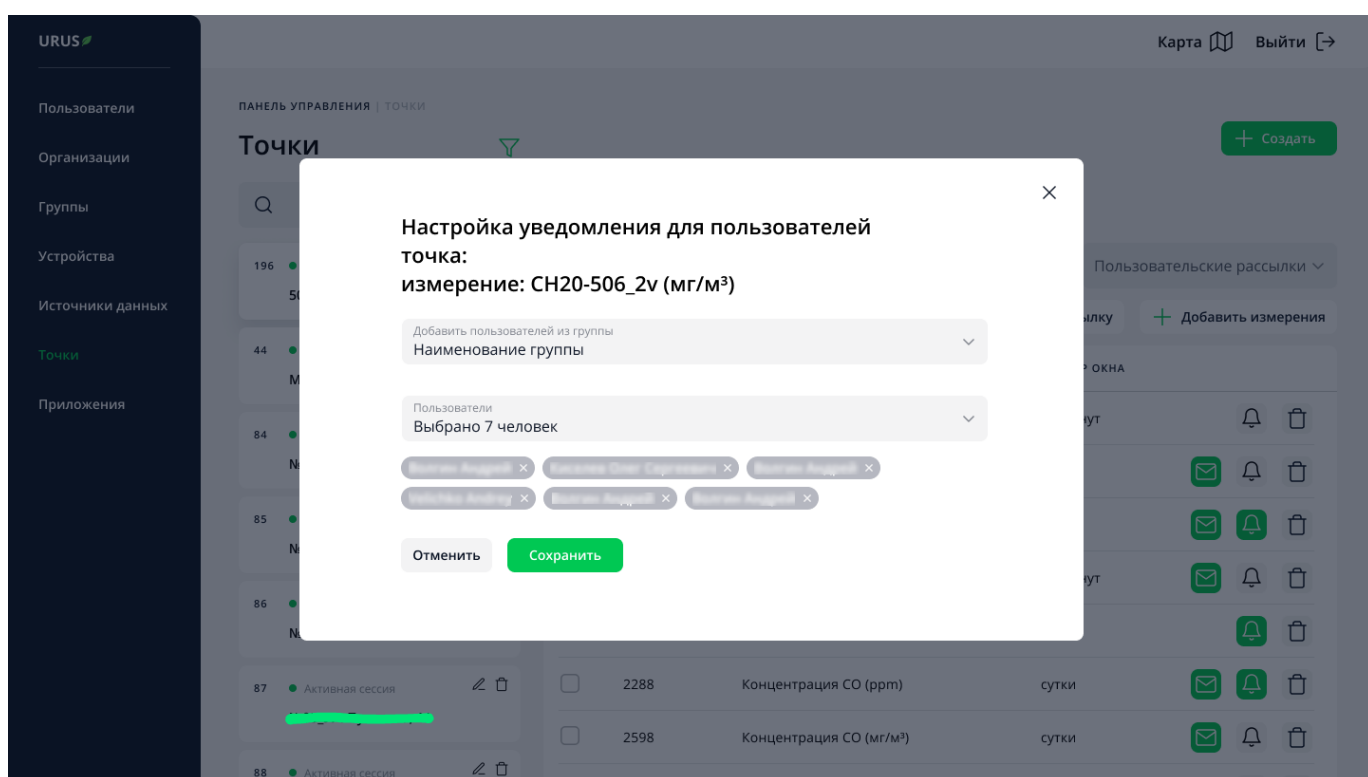 URUS
Карта
Выйти
Пользователи
Организации
Группы
Устройства
Источники данных
Точки
Приложения
ПАНЕЛЬ УПРАВЛЕНИЯ | ТОЧКИ
Точки
Создать
Настройка уведомления для пользователей
точка:
измерение: CH20-506_2v (мг/м³)
Добавить пользователей из группы
Наименование группы
Пользователи
Выбрано 7 человек
Отменить
Сохранить
196
44
84
85
86
Пользовательские рассылки
Добавить измерения
ОКНА
87 Активная сессия
2288 Концентрация CO (ppm) сутки
2598 Концентрация CO (мг/м³) сутки
88 Активная сессия